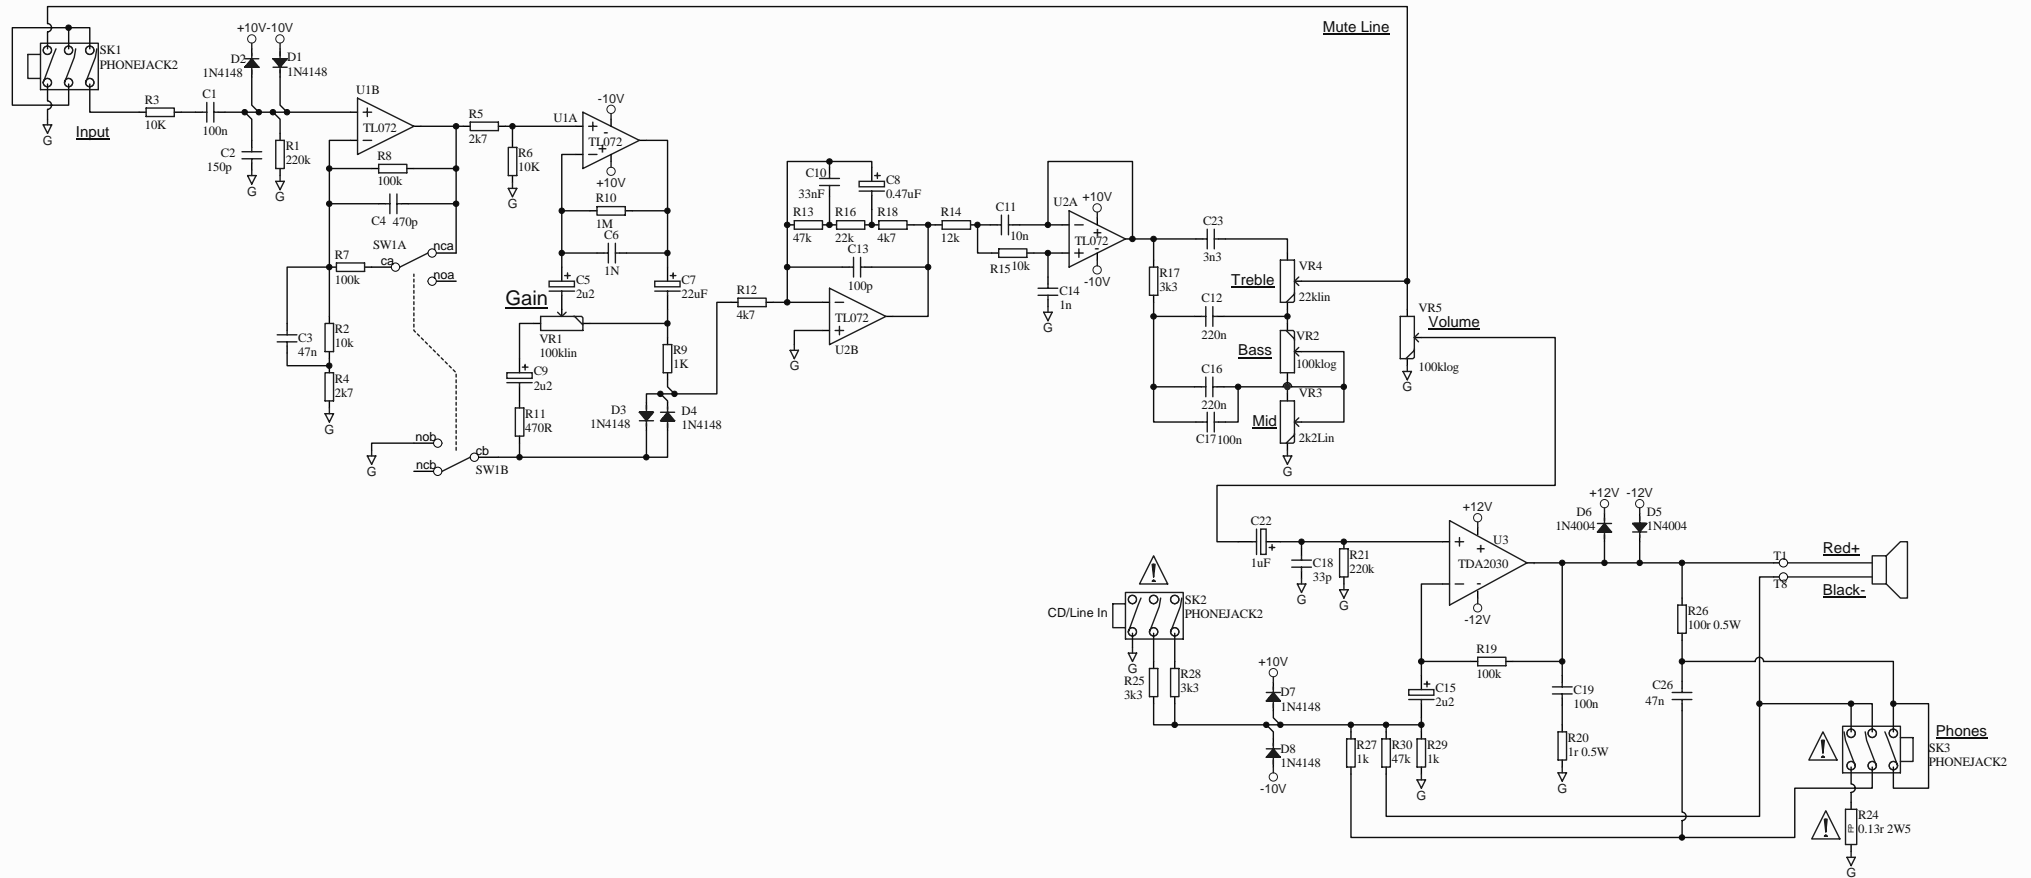 Mute Line
+10V-10V
SK1
PHONEJACK2
D2
1N4148
D1
1N4148
R3
10K
C1
100n
Input
G
C2
150p
G
R1
220k
G
U1B
TL072
R8
100k
C4 470p
SW1A
nca
ca
noa
R7
100k
C3
47n
R2
10k
R4
2k7
G
R5
2k7
R6
10K
G
U1A
-10V
TL072
+10V
R10
1M
C6
1N
C5
2u2
C7
22uF
Gain
VR1
100klin
C9
2u2
R11
470R
R9
1K
D3
1N4148
D4
1N4148
nob
G
ncb
cb
SW1B
R12
4k7
C10
33nF
C8
0.47uF
R13
47k
R16
22k
R18
4k7
C13
100p
TL072
U2B
G
R14
12k
C11
10n
R15 10k
C14
1n
G
U2A
+10V
TL072
-10V
R17
3k3
C23
3n3
Treble
VR4
22klin
C12
220n
Bass
VR2
100klog
C16
220n
C17 100n
Mid
VR3
2k2Lin
G
VR5
Volume
100klog
G
C22
1uF
C18
33p
G
R21
220k
G
+12V
U3
TDA2030
-12V
+12V -12V
D6
1N4004
D5
1N4004
T1
Red+
T8
Black-
R26
100r 0.5W
CD/Line In
SK2
PHONEJACK2
G
R25
3k3
R28
3k3
+10V
D7
1N4148
D8
1N4148
-10V
R19
100k
C15
2u2
C19
100n
R20
1r 0.5W
G
R27
1k
R30
47k
R29
1k
G
C26
47n
Phones
SK3
PHONEJACK2
R24
0.13r 2W5
FP
G